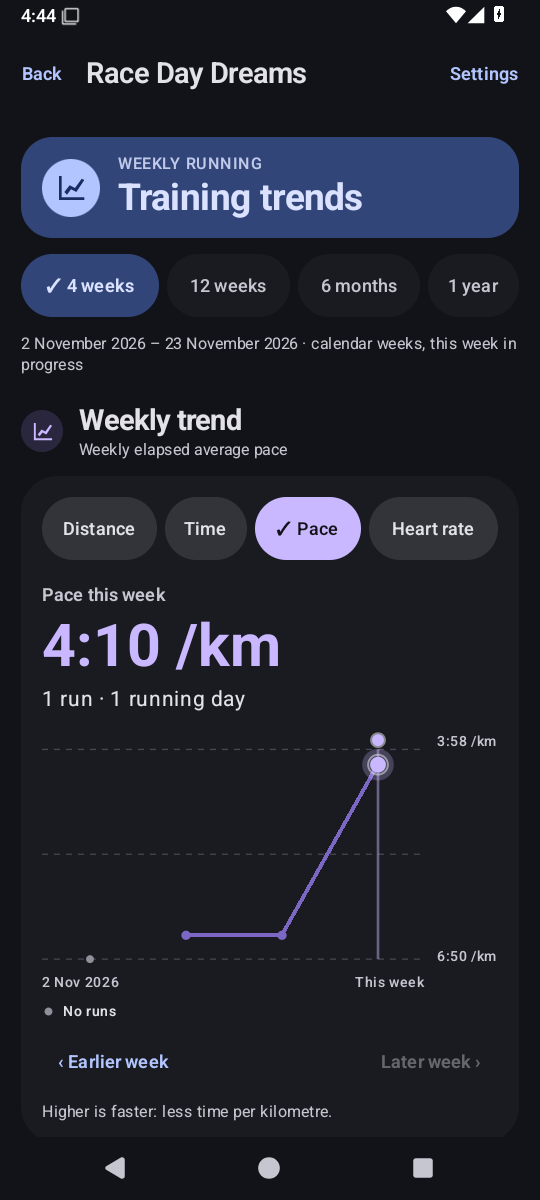 4:44
Back
Race Day Dreams
Settings
WEEKLY RUNNING
Training trends
✓ 4 weeks
12 weeks
6 months
1 year
2 November 2026 – 23 November 2026 · calendar weeks, this week in
progress
Weekly trend
Weekly elapsed average pace
Distance
Time
✓ Pace
Heart rate
Pace this week
4:10 /km
1 run · 1 running day
3:58 /km
6:50 /km
2 Nov 2026
This week
No runs
‹ Earlier week
Later week ›
Higher is faster: less time per kilometre.